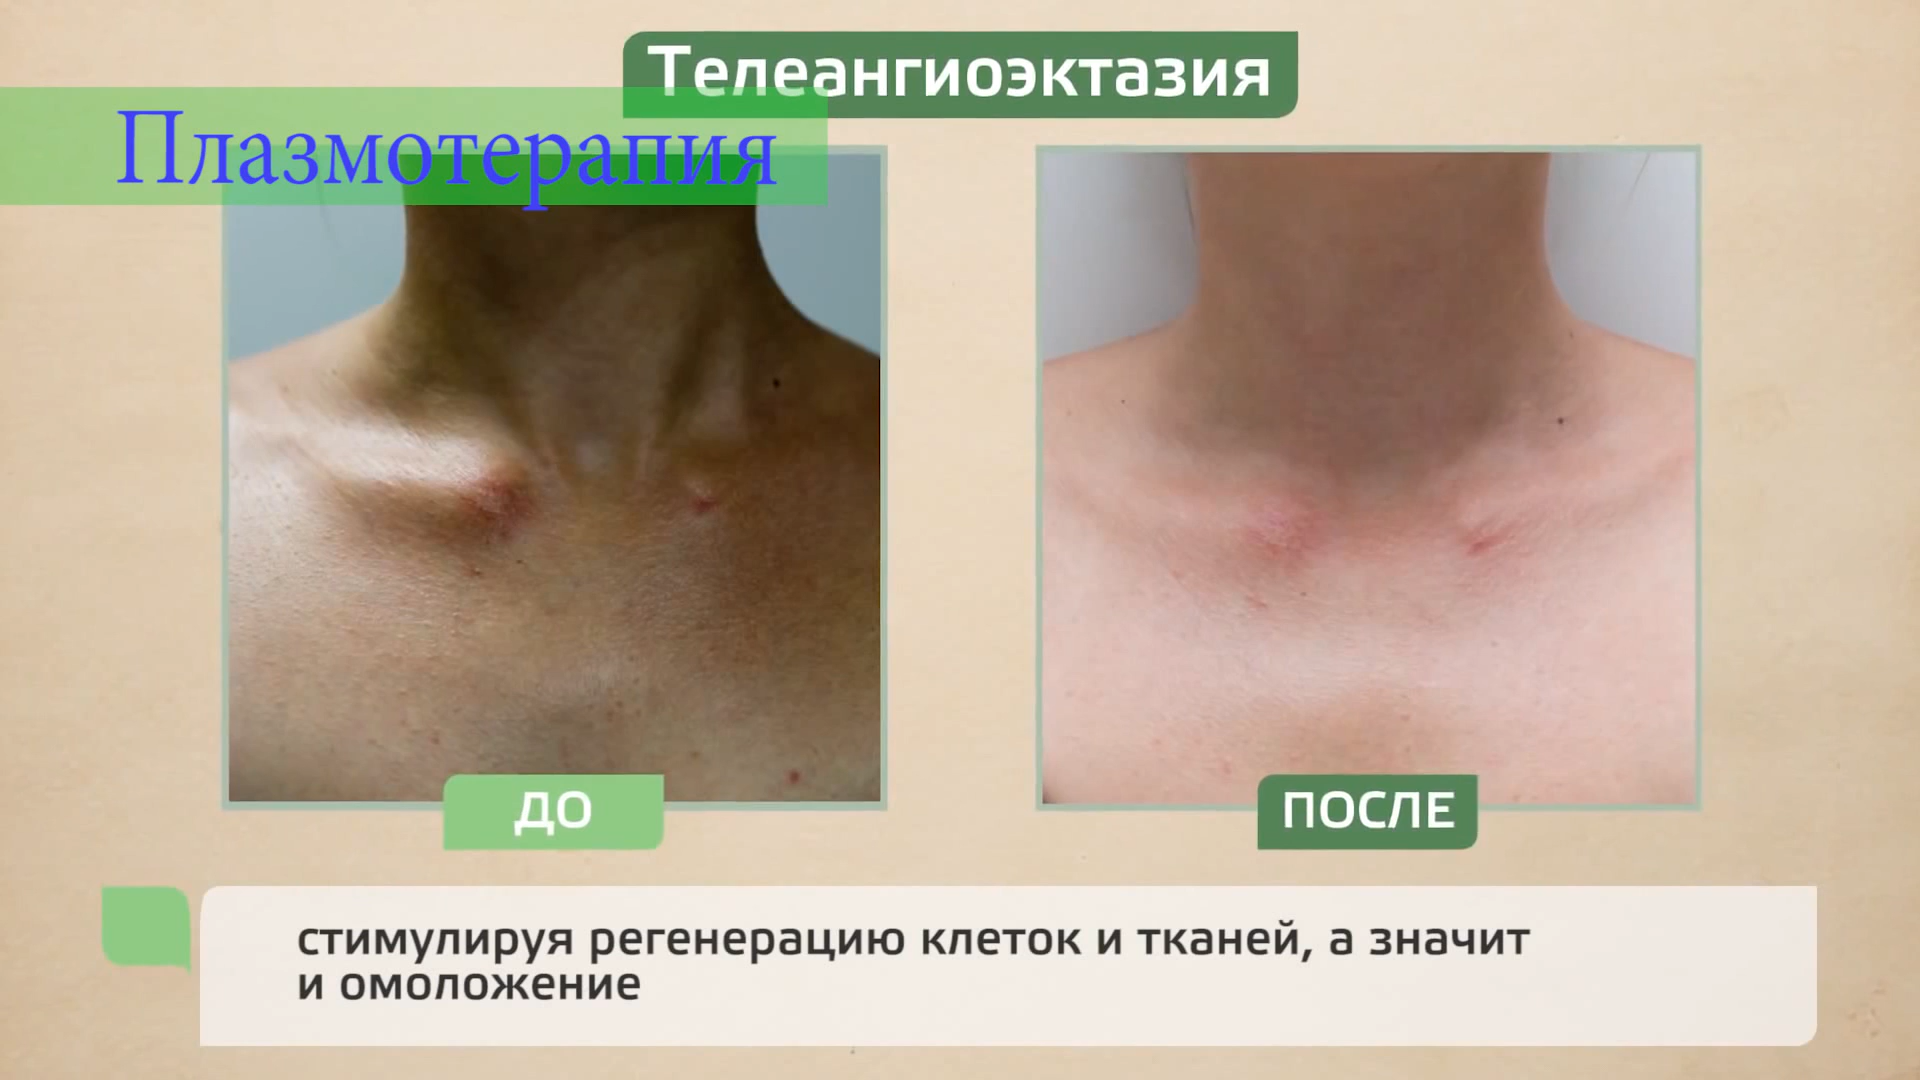 Телеангиоэктазия
Плазмотерапия
ДО
ПОСЛЕ
стимулируя регенерацию клеток и тканей, а значит
и омоложение